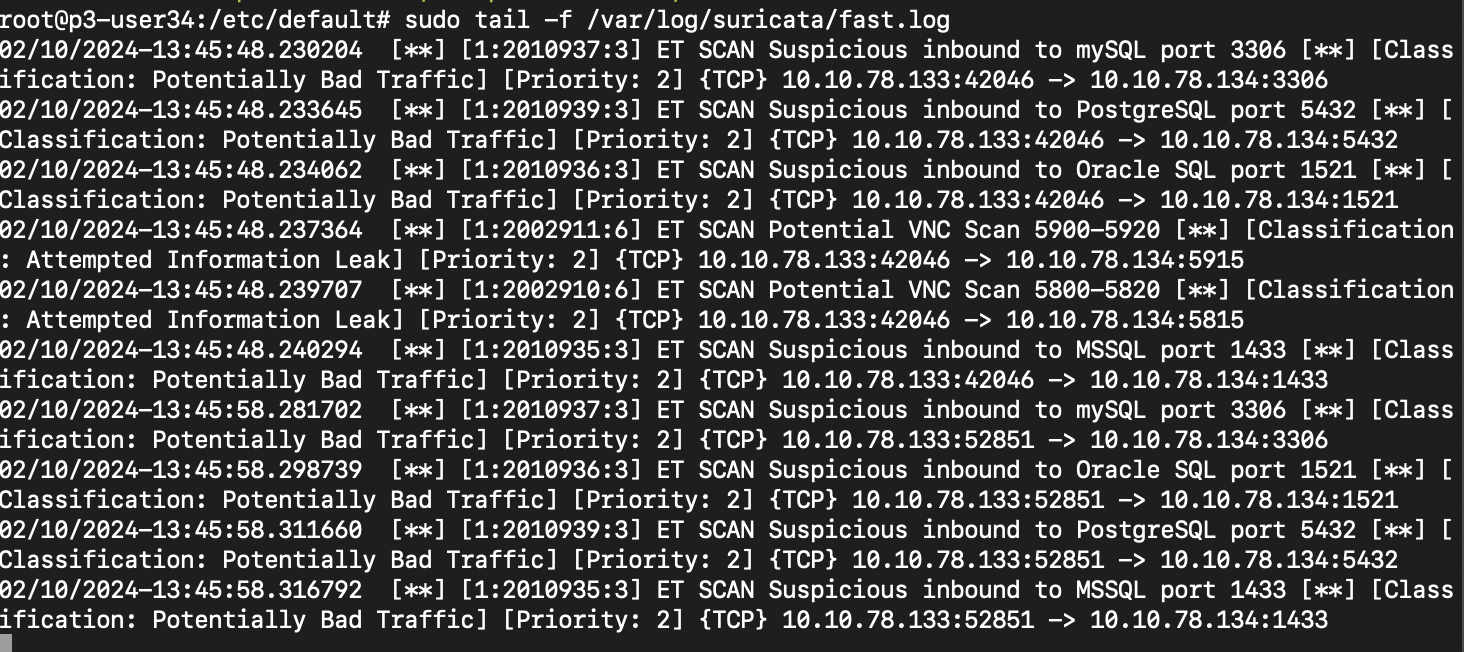 root@p3-user34:/etc/default# sudo tail -f /var/log/suricata/fast.log
02/10/2024-13:45:48.230204  [**] [1:2010937:3] ET SCAN Suspicious inbound to mySQL port 3306 [**] [Class
ification: Potentially Bad Traffic] [Priority: 2] {TCP} 10.10.78.133:42046 -> 10.10.78.134:3306
02/10/2024-13:45:48.233645  [**] [1:2010939:3] ET SCAN Suspicious inbound to PostgreSQL port 5432 [**] [
Classification: Potentially Bad Traffic] [Priority: 2] {TCP} 10.10.78.133:42046 -> 10.10.78.134:5432
02/10/2024-13:45:48.234062  [**] [1:2010936:3] ET SCAN Suspicious inbound to Oracle SQL port 1521 [**] [
Classification: Potentially Bad Traffic] [Priority: 2] {TCP} 10.10.78.133:42046 -> 10.10.78.134:1521
02/10/2024-13:45:48.237364  [**] [1:2002911:6] ET SCAN Potential VNC Scan 5900-5920 [**] [Classification
: Attempted Information Leak] [Priority: 2] {TCP} 10.10.78.133:42046 -> 10.10.78.134:5915
02/10/2024-13:45:48.239707  [**] [1:2002910:6] ET SCAN Potential VNC Scan 5800-5820 [**] [Classification
: Attempted Information Leak] [Priority: 2] {TCP} 10.10.78.133:42046 -> 10.10.78.134:5815
02/10/2024-13:45:48.240294  [**] [1:2010935:3] ET SCAN Suspicious inbound to MSSQL port 1433 [**] [Class
ification: Potentially Bad Traffic] [Priority: 2] {TCP} 10.10.78.133:42046 -> 10.10.78.134:1433
02/10/2024-13:45:58.281702  [**] [1:2010937:3] ET SCAN Suspicious inbound to mySQL port 3306 [**] [Class
ification: Potentially Bad Traffic] [Priority: 2] {TCP} 10.10.78.133:52851 -> 10.10.78.134:3306
02/10/2024-13:45:58.298739  [**] [1:2010936:3] ET SCAN Suspicious inbound to Oracle SQL port 1521 [**] [
Classification: Potentially Bad Traffic] [Priority: 2] {TCP} 10.10.78.133:52851 -> 10.10.78.134:1521
02/10/2024-13:45:58.311660  [**] [1:2010939:3] ET SCAN Suspicious inbound to PostgreSQL port 5432 [**] [
Classification: Potentially Bad Traffic] [Priority: 2] {TCP} 10.10.78.133:52851 -> 10.10.78.134:5432
02/10/2024-13:45:58.316792  [**] [1:2010935:3] ET SCAN Suspicious inbound to MSSQL port 1433 [**] [Class
ification: Potentially Bad Traffic] [Priority: 2] {TCP} 10.10.78.133:52851 -> 10.10.78.134:1433